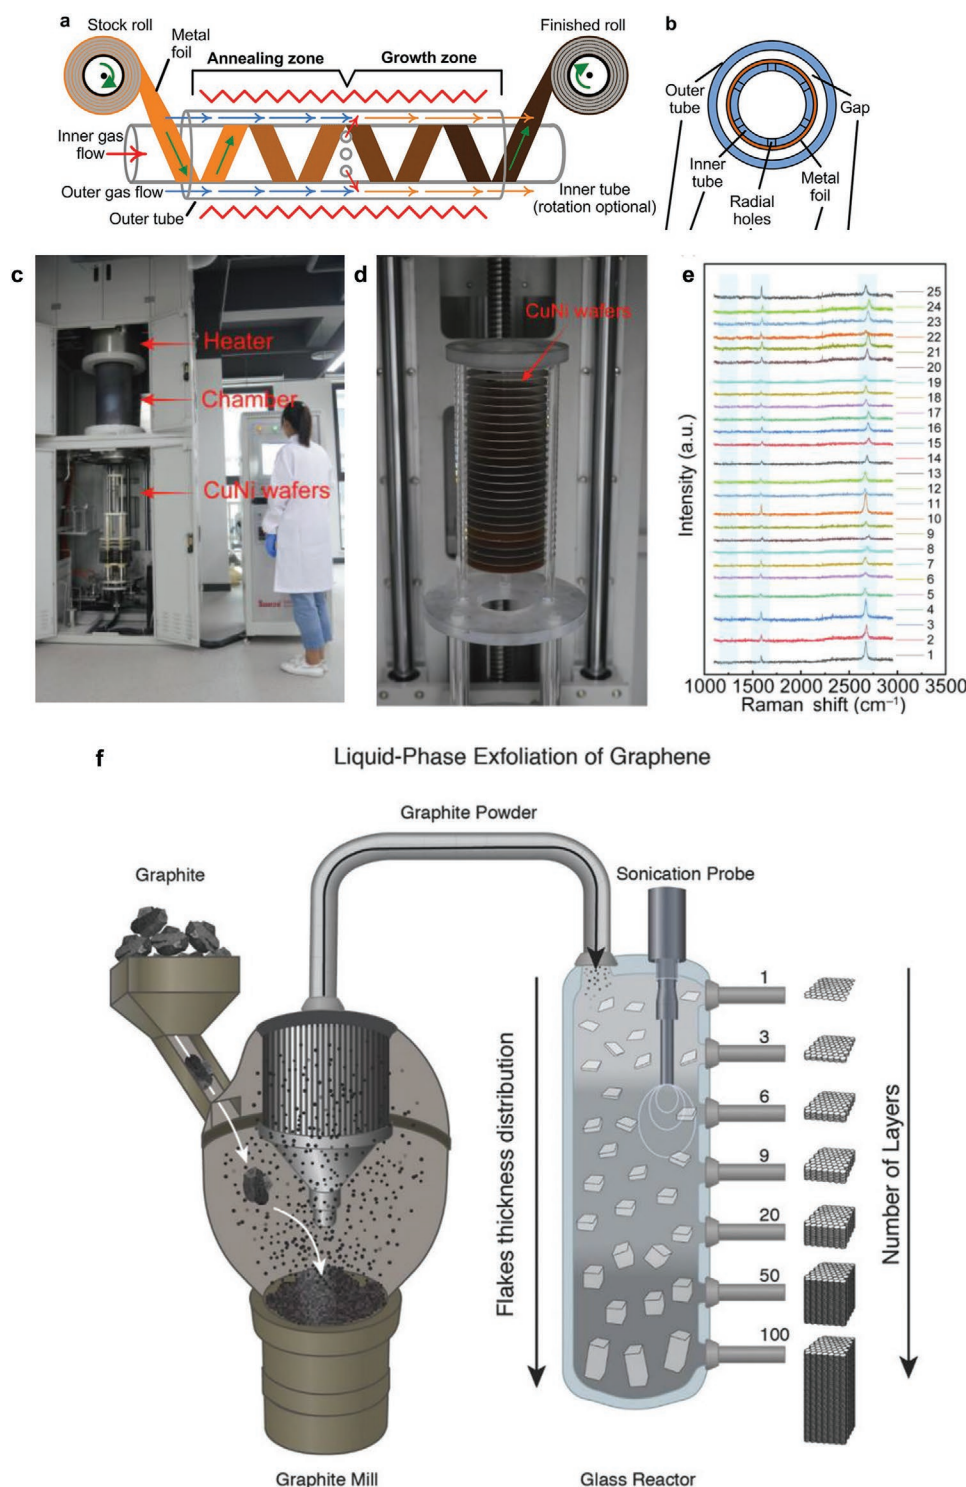 a
Stock roll
Metal
foil
Annealing zone
Growth zone
Finished roll
Inner gas
flow
Outer gas flow
Outer tube
Inner tube
(rotation optional)
b
Outer
tube
Gap
Inner
tube
Radial
holes
Metal
foil
c
Heater
Chamber
CuNi wafers
d
CuNi wafers
e
Intensity (a.u.)
25
24
23
22
21
20
19
18
17
16
15
14
13
12
11
10
9
8
7
6
5
4
3
2
1
1000 1500 2000 2500 3000 3500
Raman shift (cm⁻¹)
f
Liquid-Phase Exfoliation of Graphene
Graphite Powder
Graphite
Sonication Probe
Flakes thickness distribution
1
3
6
9
20
50
100
Number of Layers
Graphite Mill
Glass Reactor